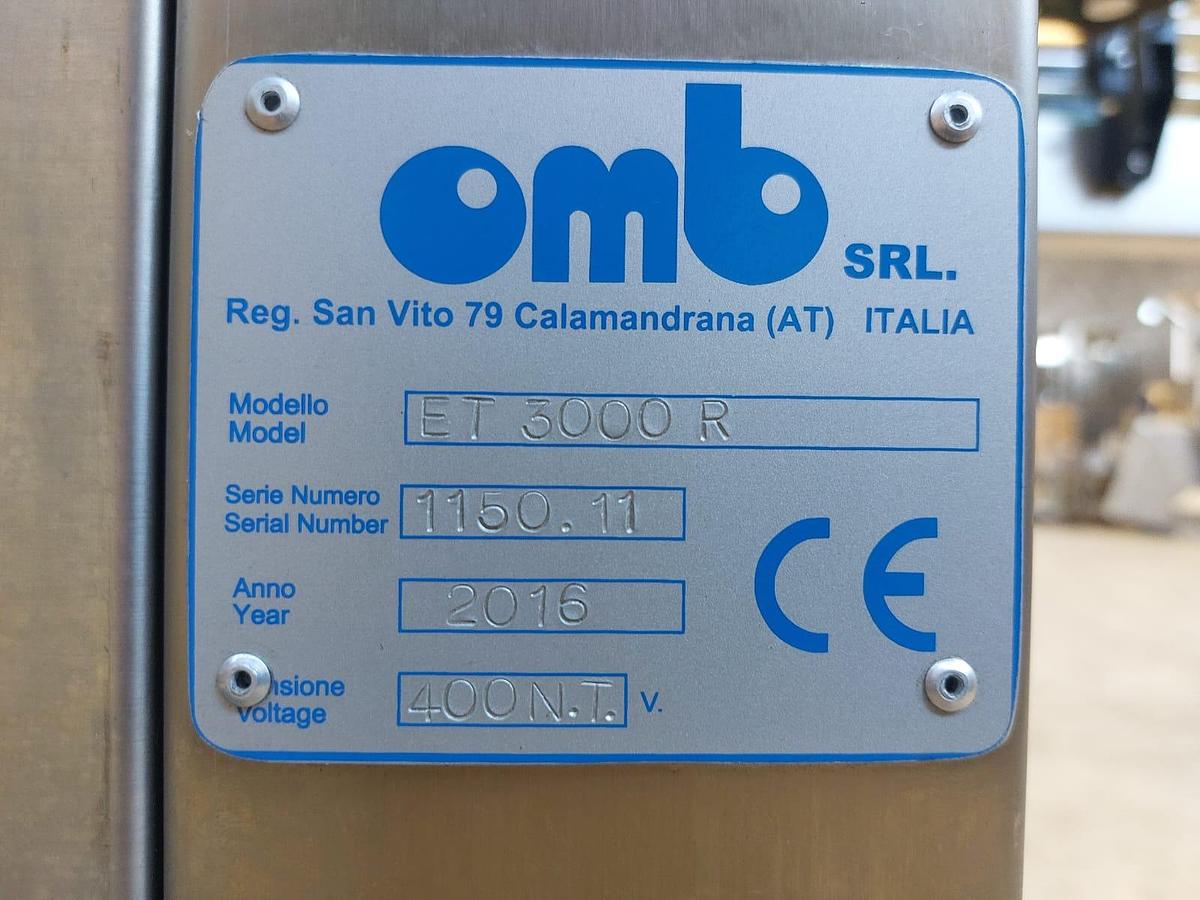 omb SRL.
Reg. San Vito 79 Calamandrana (AT) ITALIA
Modello
Model
ET 3000 R
Serie Numero
Serial Number
1150.11
Anno
Year
2016
nsione
Voltage
400 N.T. V.
CE